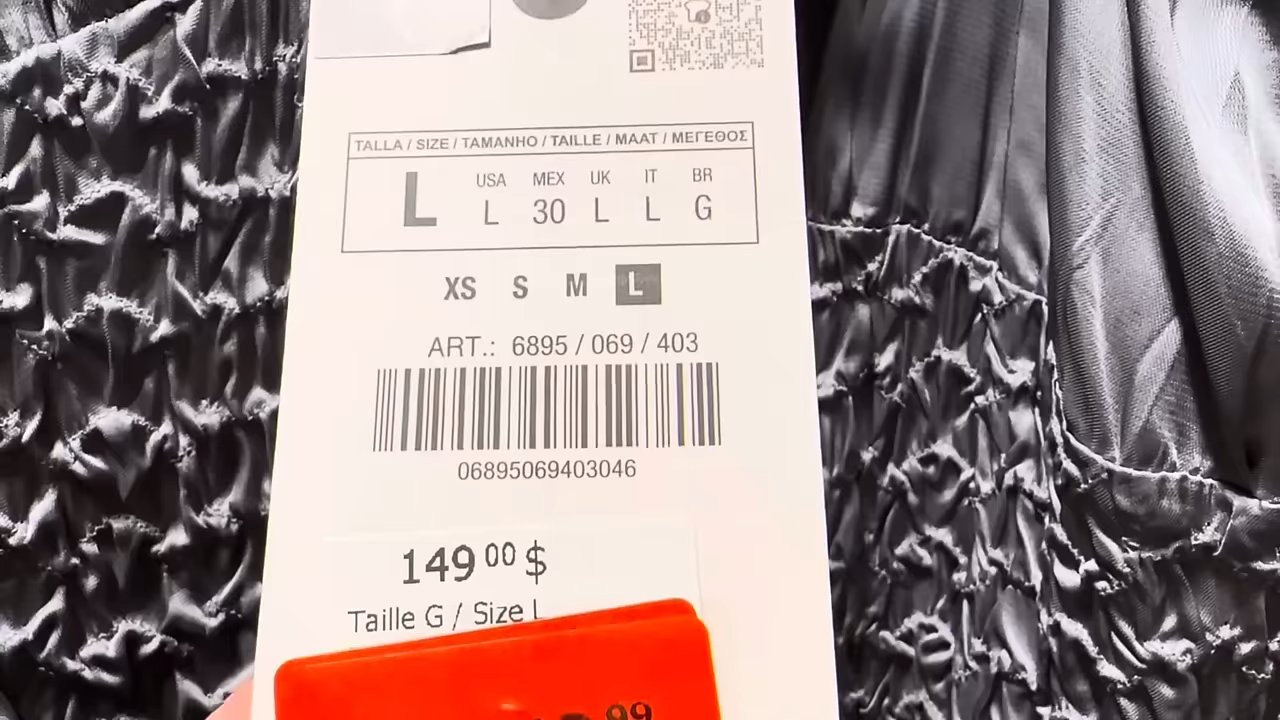 TALLA / SIZE / TAMANHO / TAILLE / MAAT / ΜΕΓΕΘΟΣ
L USA L MEX 30 UK L IT L BR G
XS S M L
ART.: 6895 / 069 / 403
06895069403046
149 00 $
Taille G / Size L
99